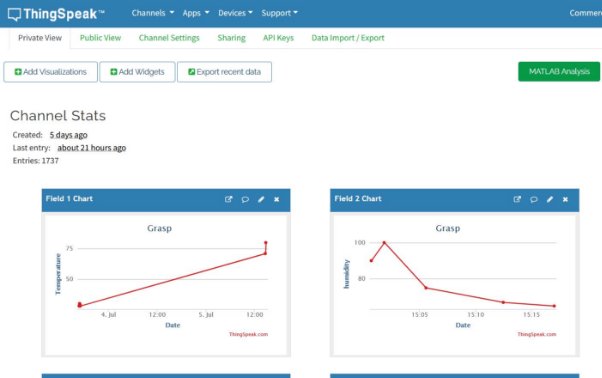 ThingSpeak™ Channels Apps Devices Support Commer
Private View Public View Channel Settings Sharing API Keys Data Import / Export
Add Visualizations Add Widgets Export recent data MATLAB Analysis
Channel Stats
Created: 5 days ago
Last entry: about 21 hours ago
Entries: 1737
Field 1 Chart
Grasp
Temperature
75
50
4. Jul 12:00 5. Jul 12:00
Date
ThingSpeak.com
Field 2 Chart
Grasp
humidity
100
80
15:05 15:10 15:15
Date
ThingSpeak.com